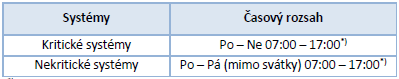 Systémy Časový rozsah
Kritické systémy Po – Ne 07:00 – 17:00*)
Nekritické systémy Po – Pá (mimo svátky) 07:00 – 17:00*)